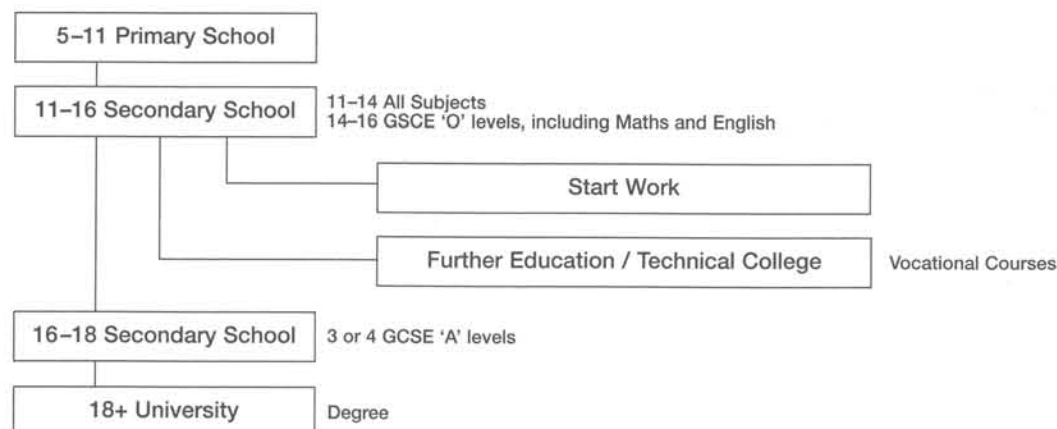 5–11 Primary School
11–16 Secondary School
11–14 All Subjects
14–16 GSCE ‘O’ levels, including Maths and English
Start Work
Further Education / Technical College
Vocational Courses
16–18 Secondary School
3 or 4 GCSE ‘A’ levels
18+ University
Degree